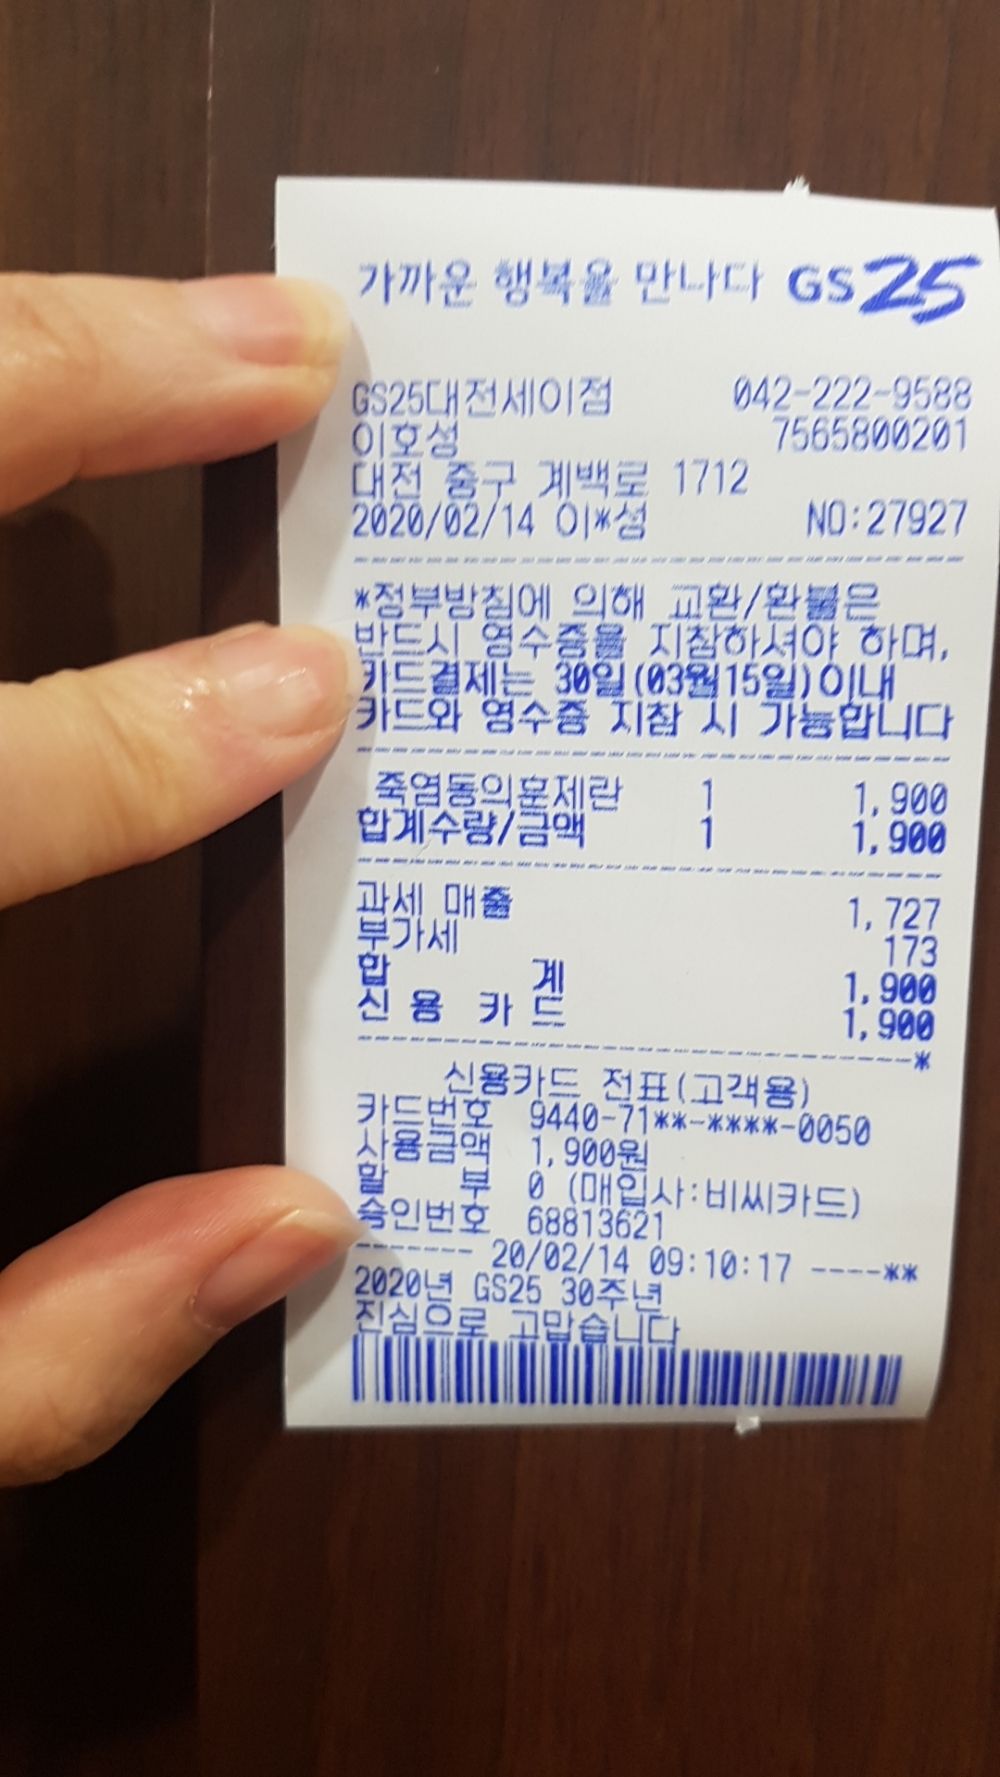 가까운 행복을 만나다 GS25
GS25대전세이점 042-222-9588
이호성 7565800201
대전 중구 계백로 1712
2020/02/14 이*성 NO:27927
*정부방침에 의해 교환/환불은
반드시 영수증을 지참하셔야 하며,
카드결제는 30일(03월15일)이내
카드와 영수증 지참 시 가능합니다
죽염동의훈제란 1 1,900
합계수량/금액 1 1,900
과세 매출 1,727
부가세 173
합 계 1,900
신 용 카 드 1,900
*
신용카드 전표(고객용)
카드번호 9440-71**-****-0050
사용금액 1,900원
할 부 0 (매입사:비씨카드)
승인번호 68813621
------- 20/02/14 09:10:17 ----**
2020년 GS25 30주년
진심으로 고맙습니다